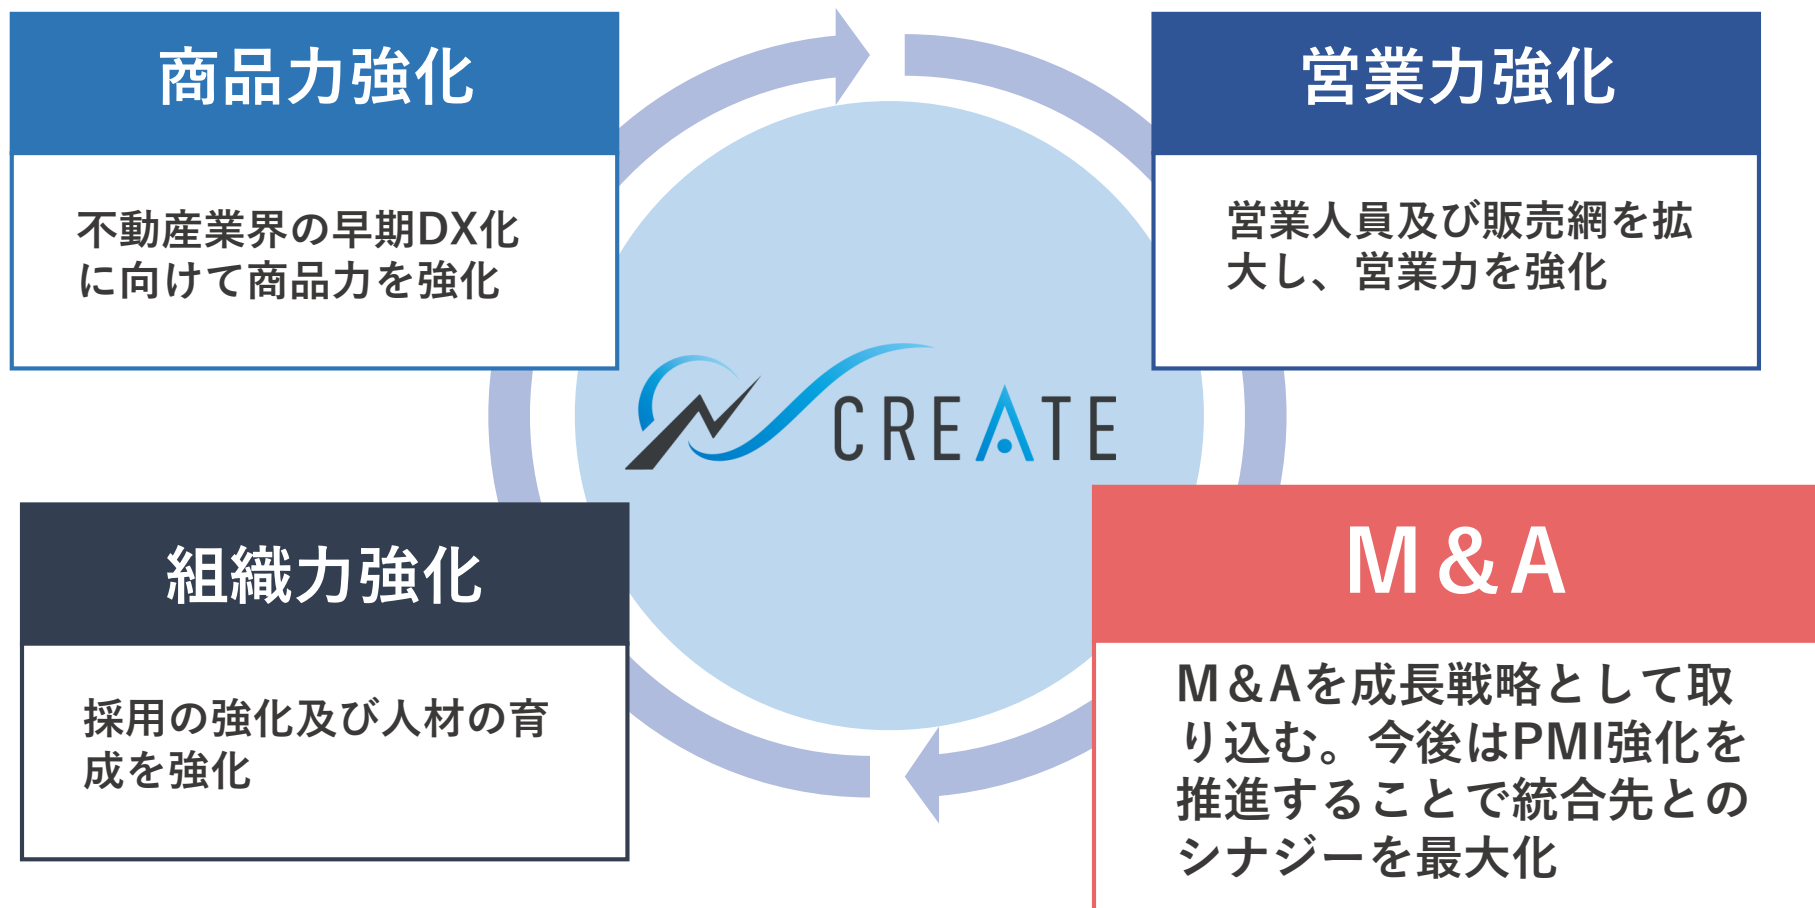 商品力強化
不動産業界の早期DX化
に向けて商品力を強化
営業力強化
営業人員及び販売網を拡
大し、営業力を強化
CREATE
組織力強化
採用の強化及び人材の育
成を強化
M&A
M&Aを成長戦略として取
り込む。今後はPMI強化を
推進することで統合先との
シナジーを最大化